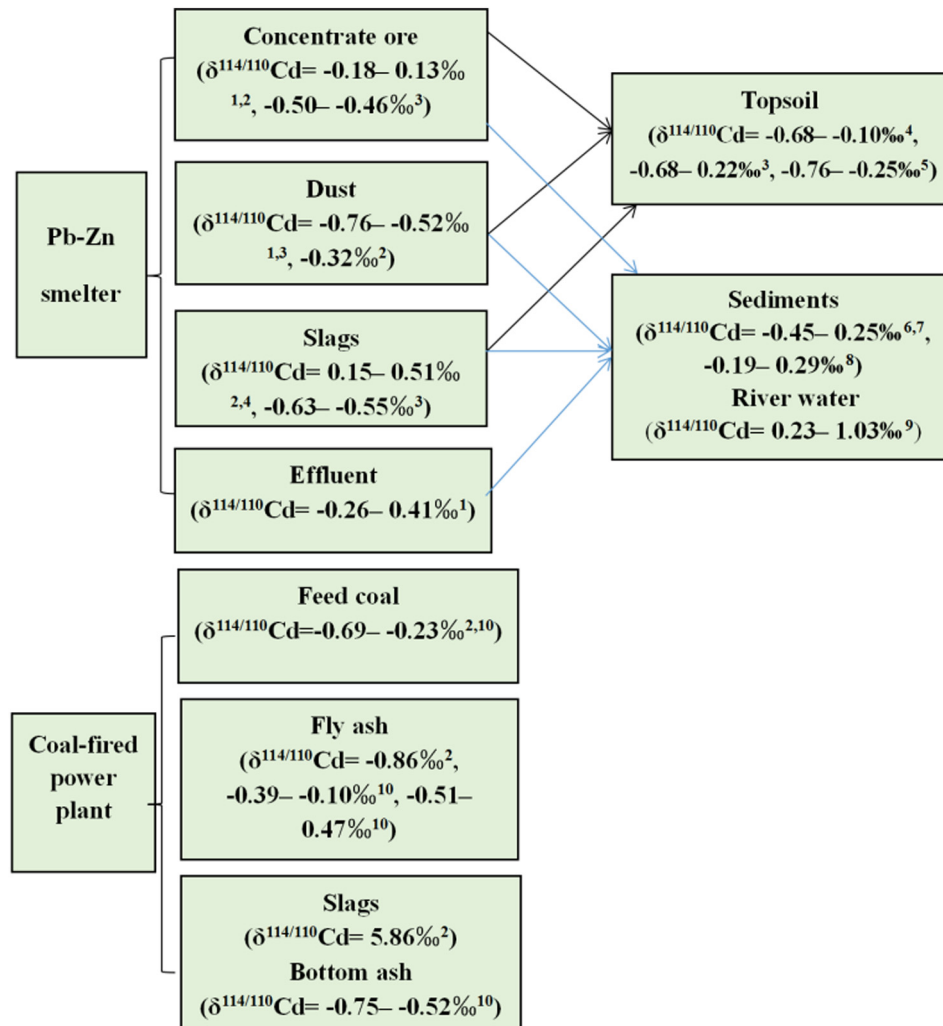 Pb-Zn
smelter
Concentrate ore
(δ¹¹⁴/¹¹⁰Cd= -0.18– 0.13‰
¹,², -0.50– -0.46‰³)
Dust
(δ¹¹⁴/¹¹⁰Cd= -0.76– -0.52‰
¹,³, -0.32‰²)
Slags
(δ¹¹⁴/¹¹⁰Cd= 0.15– 0.51‰
²,⁴, -0.63– -0.55‰³)
Effluent
(δ¹¹⁴/¹¹⁰Cd= -0.26– 0.41‰¹)
Topsoil
(δ¹¹⁴/¹¹⁰Cd= -0.68– -0.10‰⁴,
-0.68– 0.22‰³, -0.76– -0.25‰⁵)
Sediments
(δ¹¹⁴/¹¹⁰Cd= -0.45– 0.25‰⁶,⁷,
-0.19– 0.29‰⁸)
River water
(δ¹¹⁴/¹¹⁰Cd= 0.23– 1.03‰⁹)
Coal-fired
power
plant
Feed coal
(δ¹¹⁴/¹¹⁰Cd=-0.69– -0.23‰²,¹⁰)
Fly ash
(δ¹¹⁴/¹¹⁰Cd= -0.86‰²,
-0.39– -0.10‰¹⁰, -0.51–
0.47‰¹⁰)
Slags
(δ¹¹⁴/¹¹⁰Cd= 5.86‰²)
Bottom ash
(δ¹¹⁴/¹¹⁰Cd= -0.75– -0.52‰¹⁰)